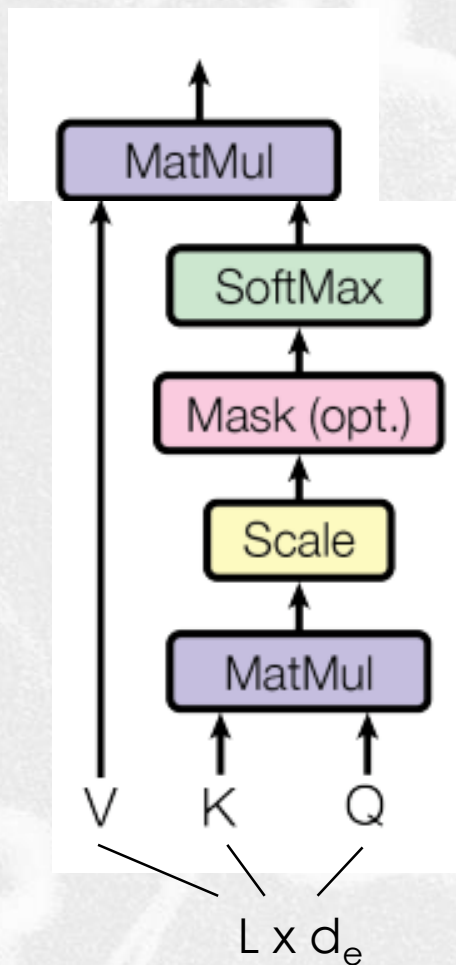 MatMul
SoftMax
Mask (opt.)
Scale
MatMul
V K Q
L x dₑ